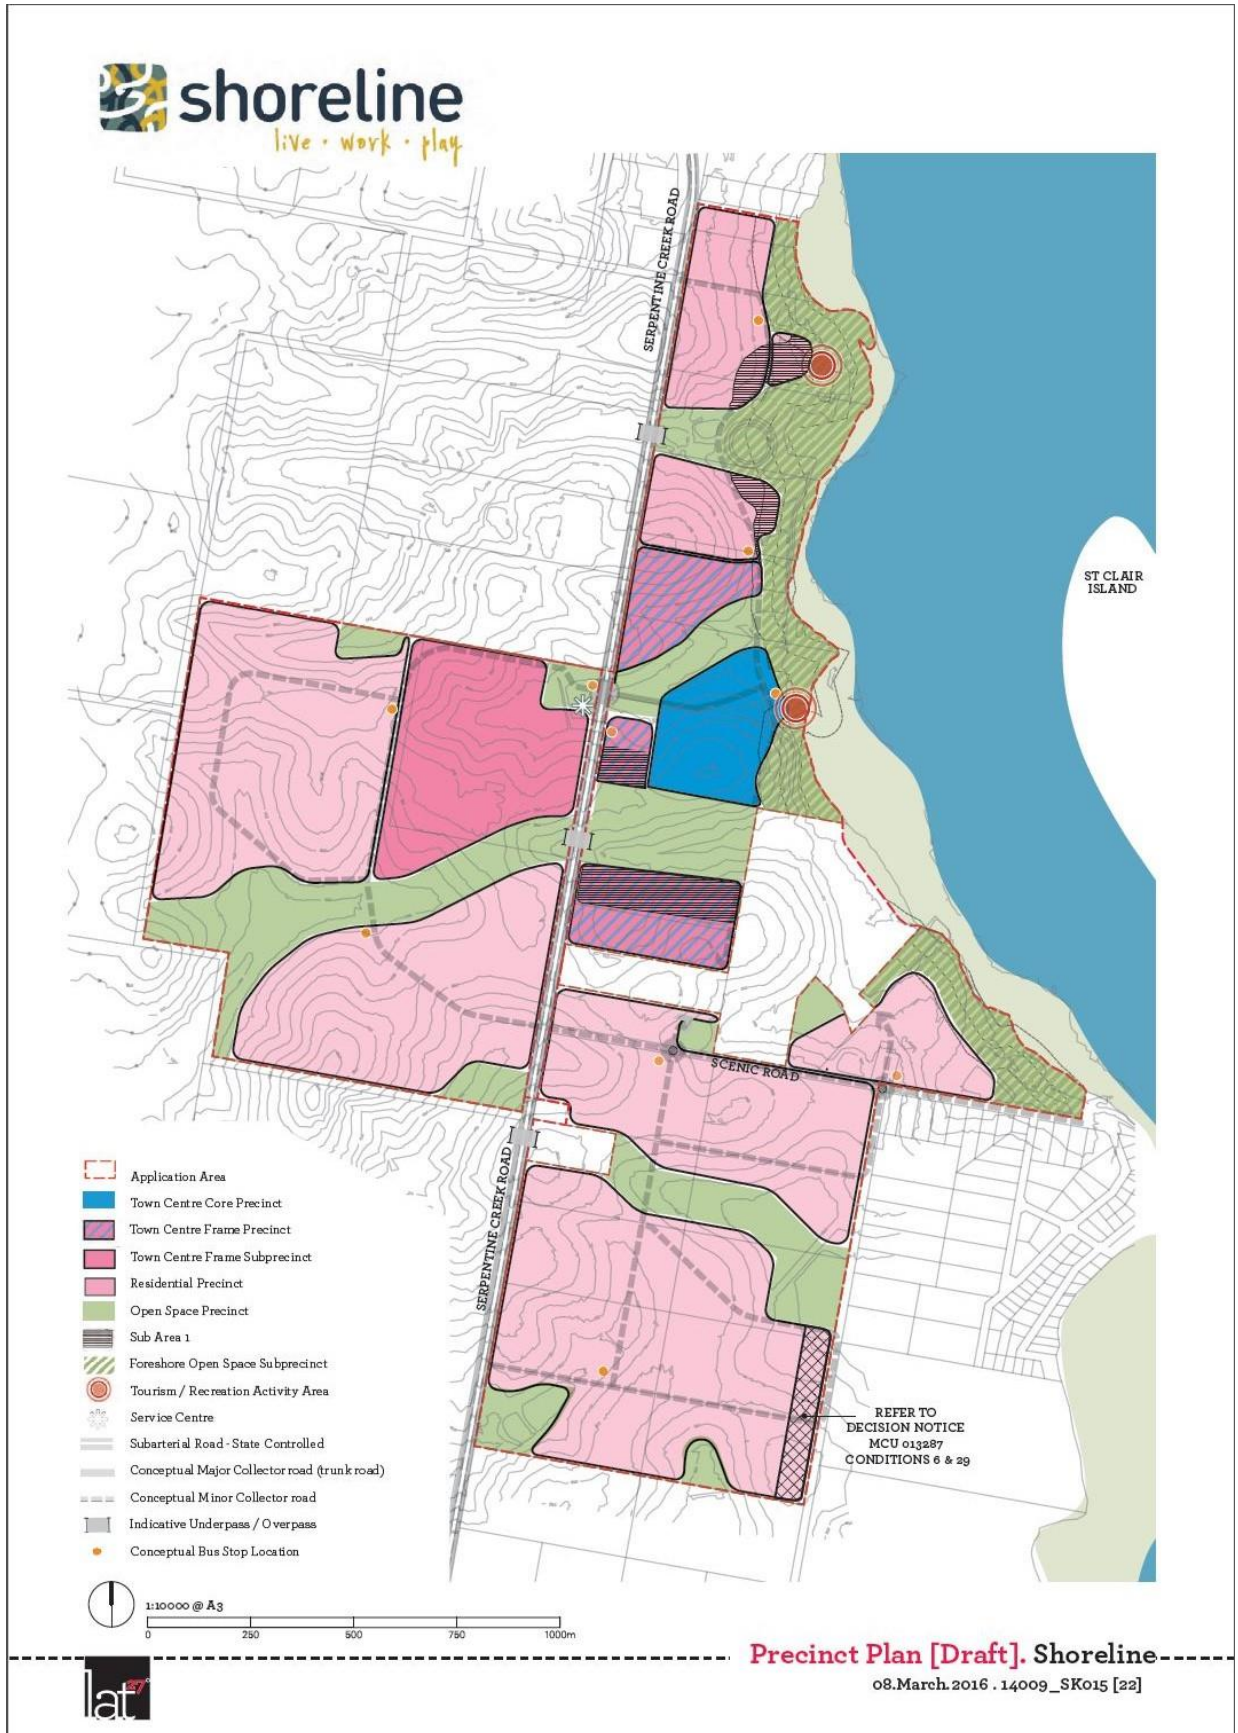 shoreline
live · work · play
SERPENTINE CREEK ROAD
ST CLAIR
ISLAND
SCENIC ROAD
SERPENTINE CREEK ROAD
REFER TO
DECISION NOTICE
MCU 013287
CONDITIONS 6 & 29
Application Area
Town Centre Core Precinct
Town Centre Frame Precinct
Town Centre Frame Subprecinct
Residential Precinct
Open Space Precinct
Sub Area 1
Foreshore Open Space Subprecinct
Tourism / Recreation Activity Area
Service Centre
Subarterial Road - State Controlled
Conceptual Major Collector road (trunk road)
Conceptual Minor Collector road
Indicative Underpass / Overpass
Conceptual Bus Stop Location
1:10000 @ A3
0 250 500 750 1000m
Precinct Plan [Draft]. Shoreline
08.March.2016 . 14009_SK015 [22]
lat27°